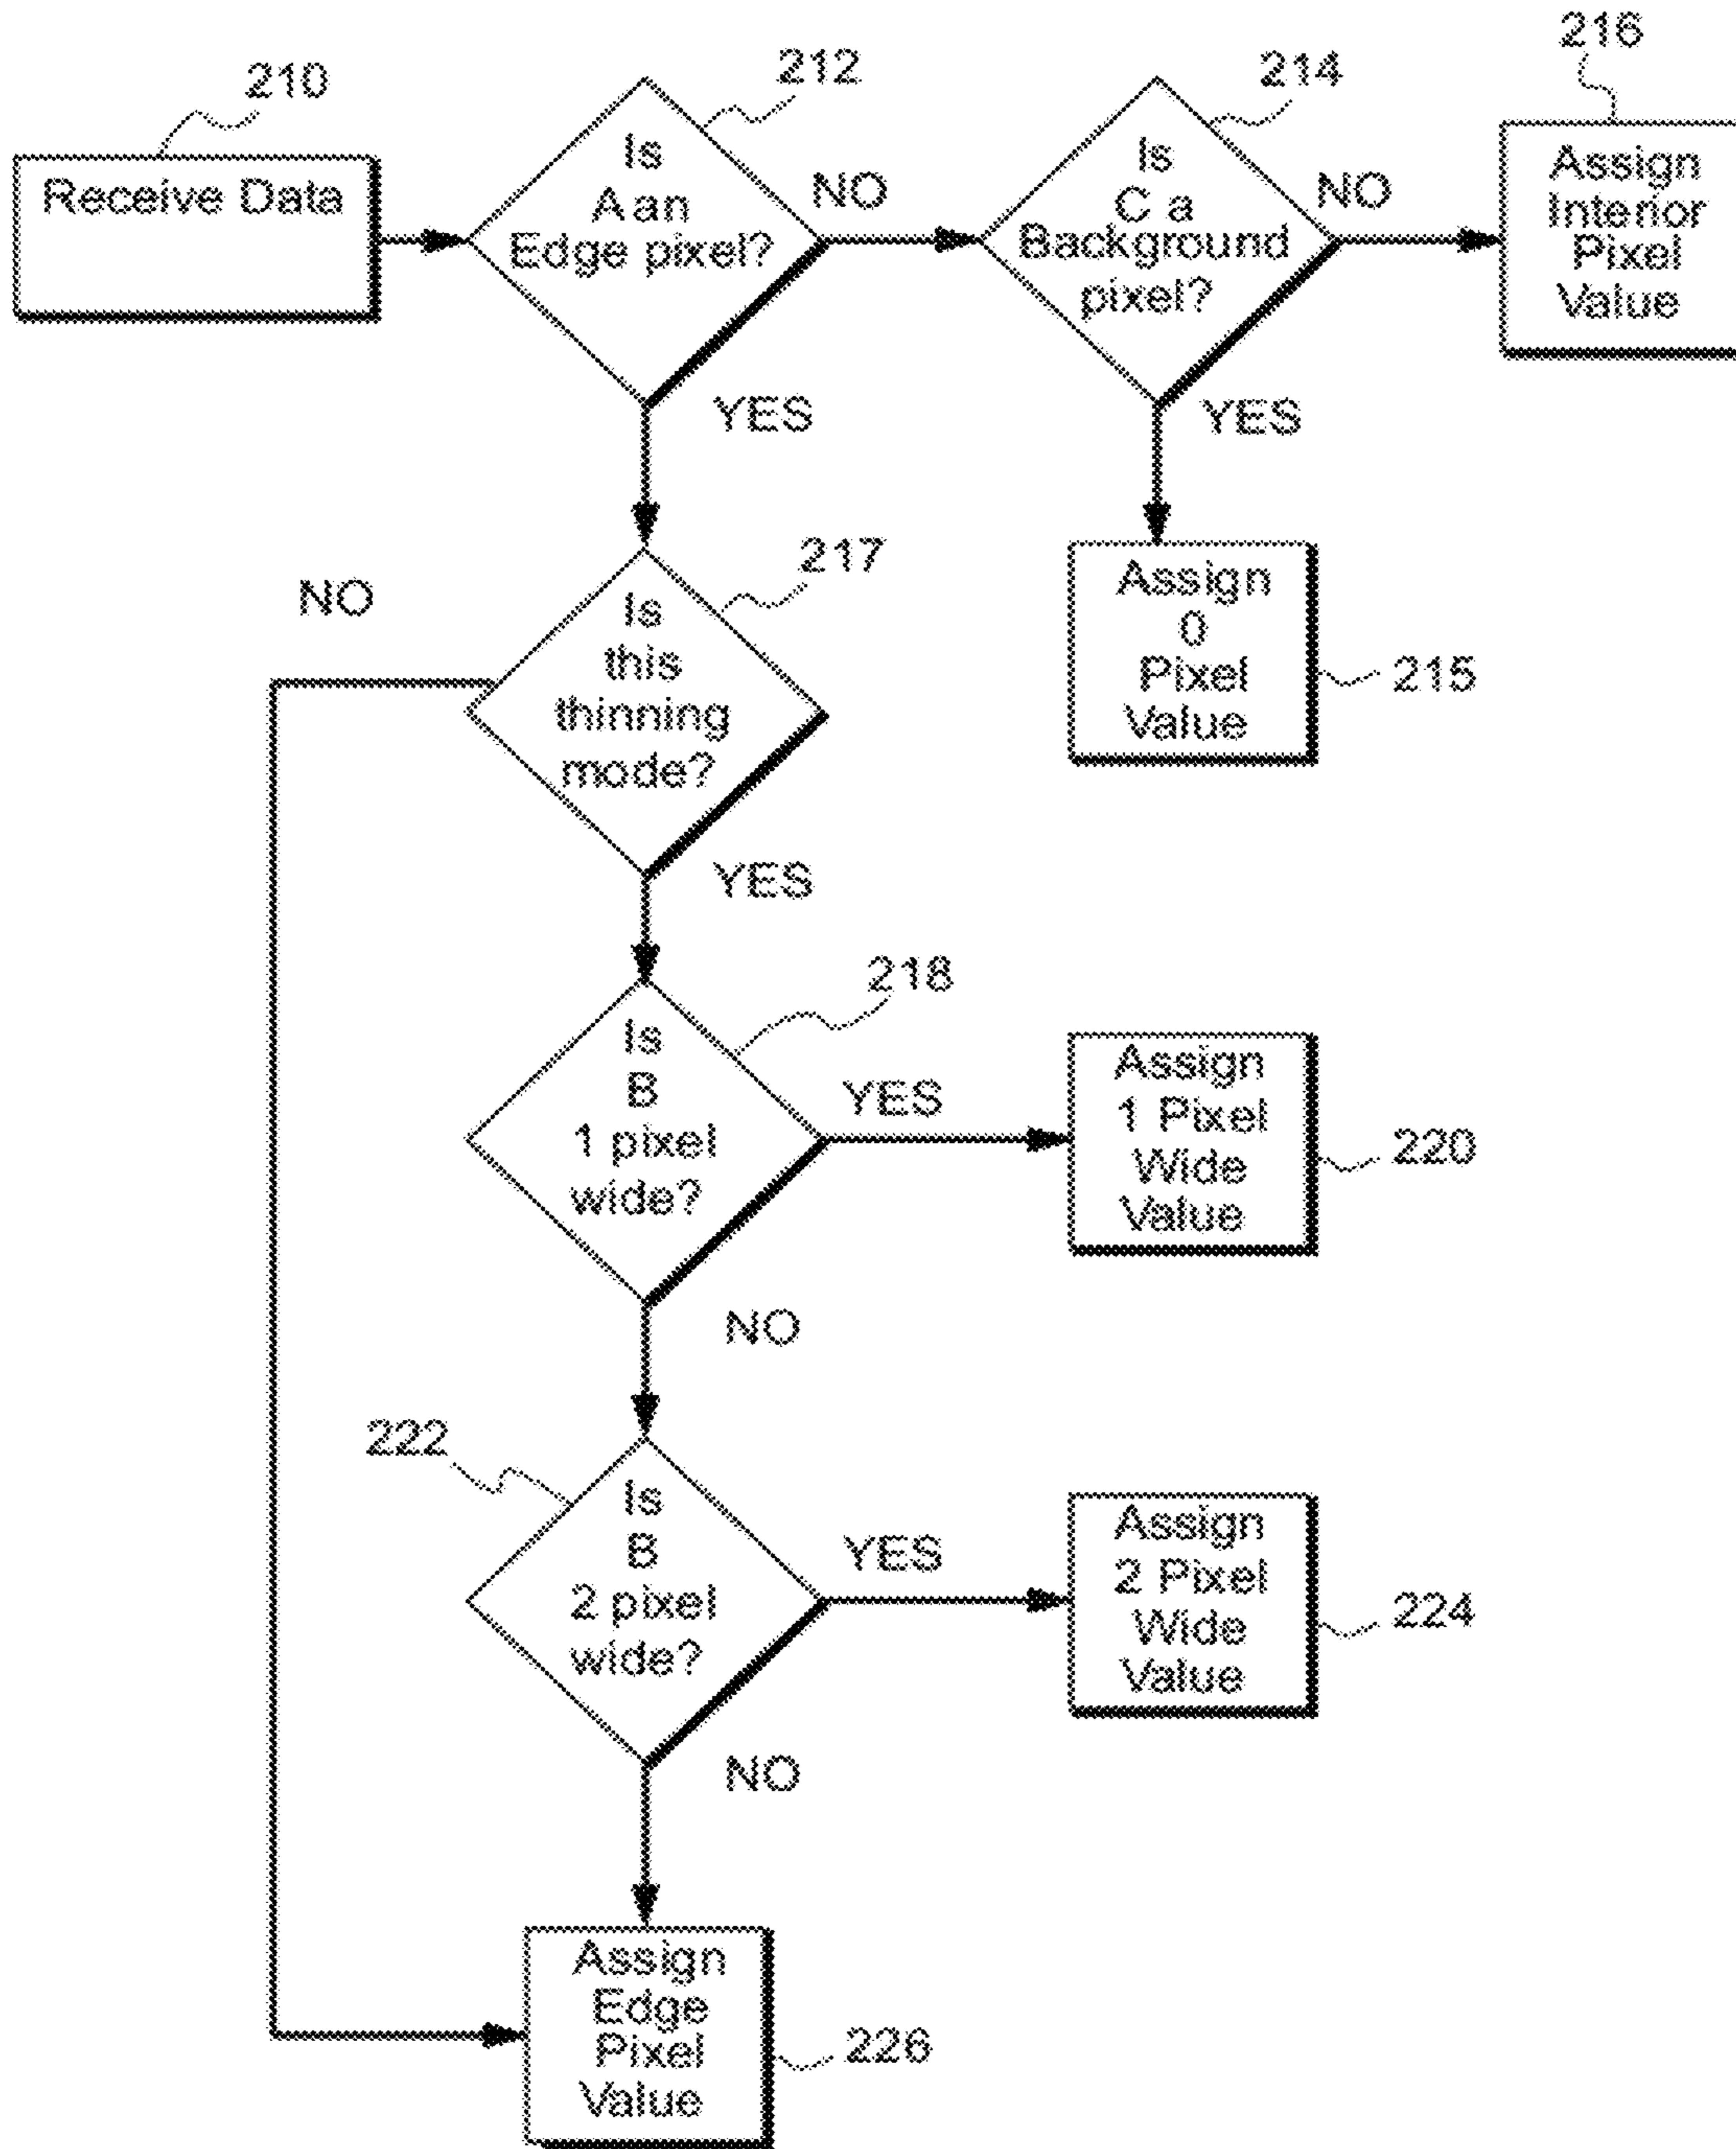 210
Receive Data
212
Is
A an
Edge pixel?
NO
YES
214
Is
C a
Background
pixel?
NO
YES
216
Assign
Interior
Pixel
Value
Assign
0
Pixel
Value
215
217
Is
this
thinning
mode?
NO
YES
218
Is
B
1 pixel
wide?
YES
NO
Assign
1 Pixel
Wide
Value
220
222
Is
B
2 pixel
wide?
YES
NO
Assign
2 Pixel
Wide
Value
224
Assign
Edge
Pixel
Value
226